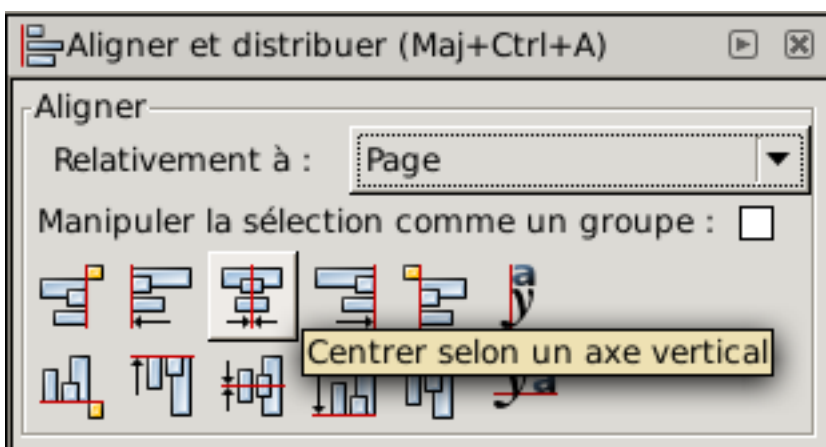 Aligner et distribuer (Maj+Ctrl+A)
Aligner
Relativement à : Page
Manipuler la sélection comme un groupe :
a
y
Centrer selon un axe vertical
ya